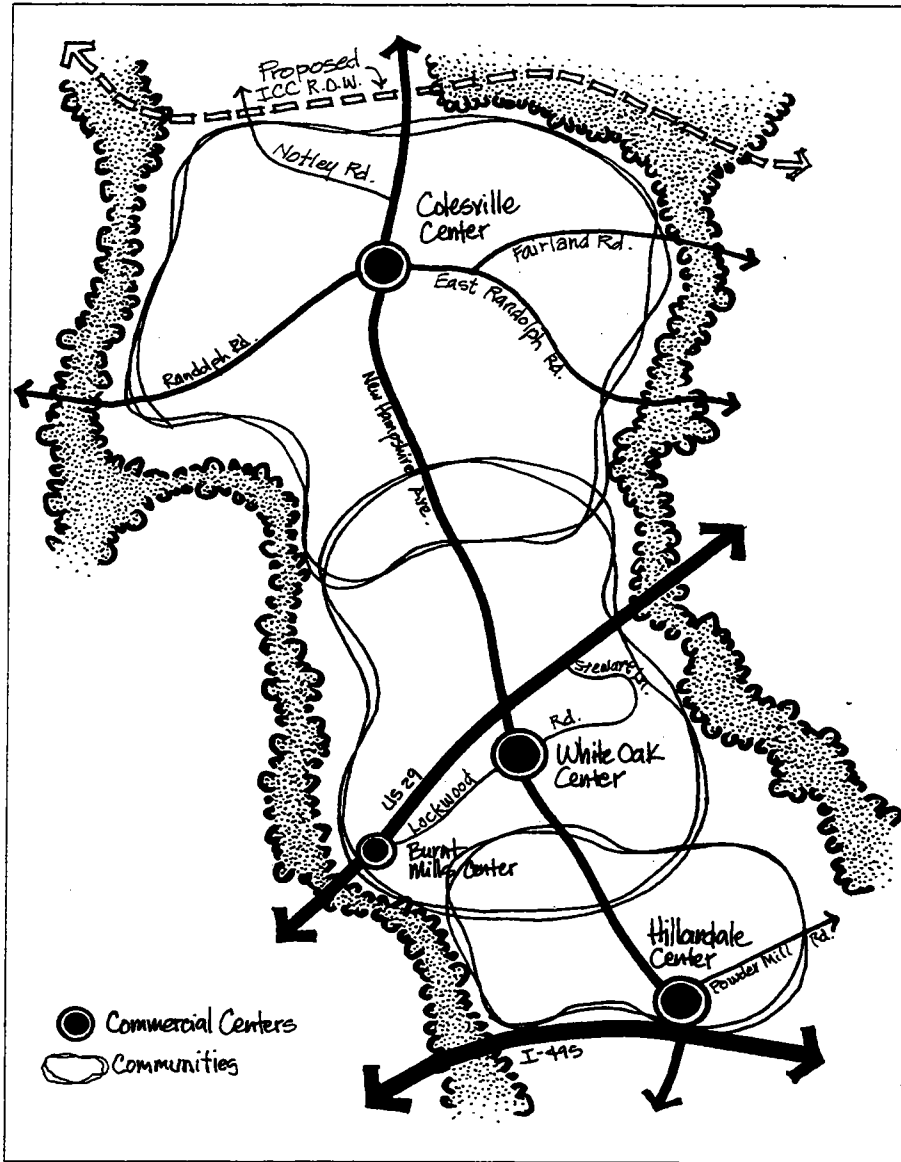 Proposed
I.C.C R.O.W.
Notley Rd.
Colesville
Center
Fairland Rd.
East Randolph
Rd.
Randolph Rd.
New Hampshire Ave.
Stewart Ln.
Rd.
White Oak
Center
US 29
Lockwood
Burnt
Mills Center
Hillandale
Center
Powder Mill Rd.
I-495
Commercial Centers
Communities